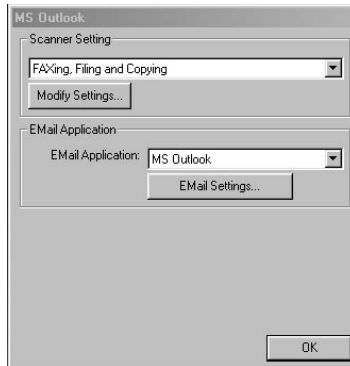 MS Outlook
Scanner Setting
FAXing, Filing and Copying
Modify Settings...
EMail Application
EMail Application: MS Outlook
EMail Settings...
OK